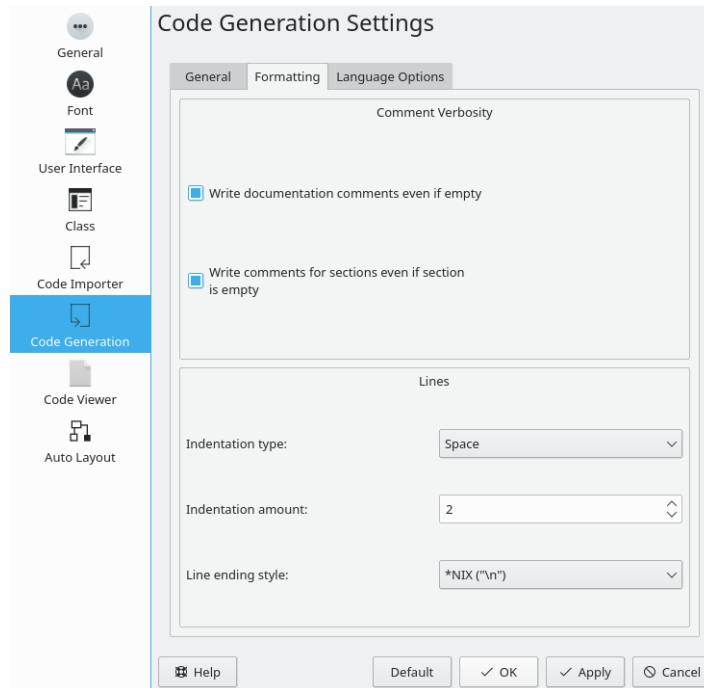 Code Generation Settings
General
Font
User Interface
Class
Code Importer
Code Generation
Code Viewer
Auto Layout
General Formatting Language Options
Comment Verbosity
Write documentation comments even if empty
Write comments for sections even if section
is empty
Lines
Indentation type: Space
Indentation amount: 2
Line ending style: *NIX ("\n")
Help Default OK Apply Cancel